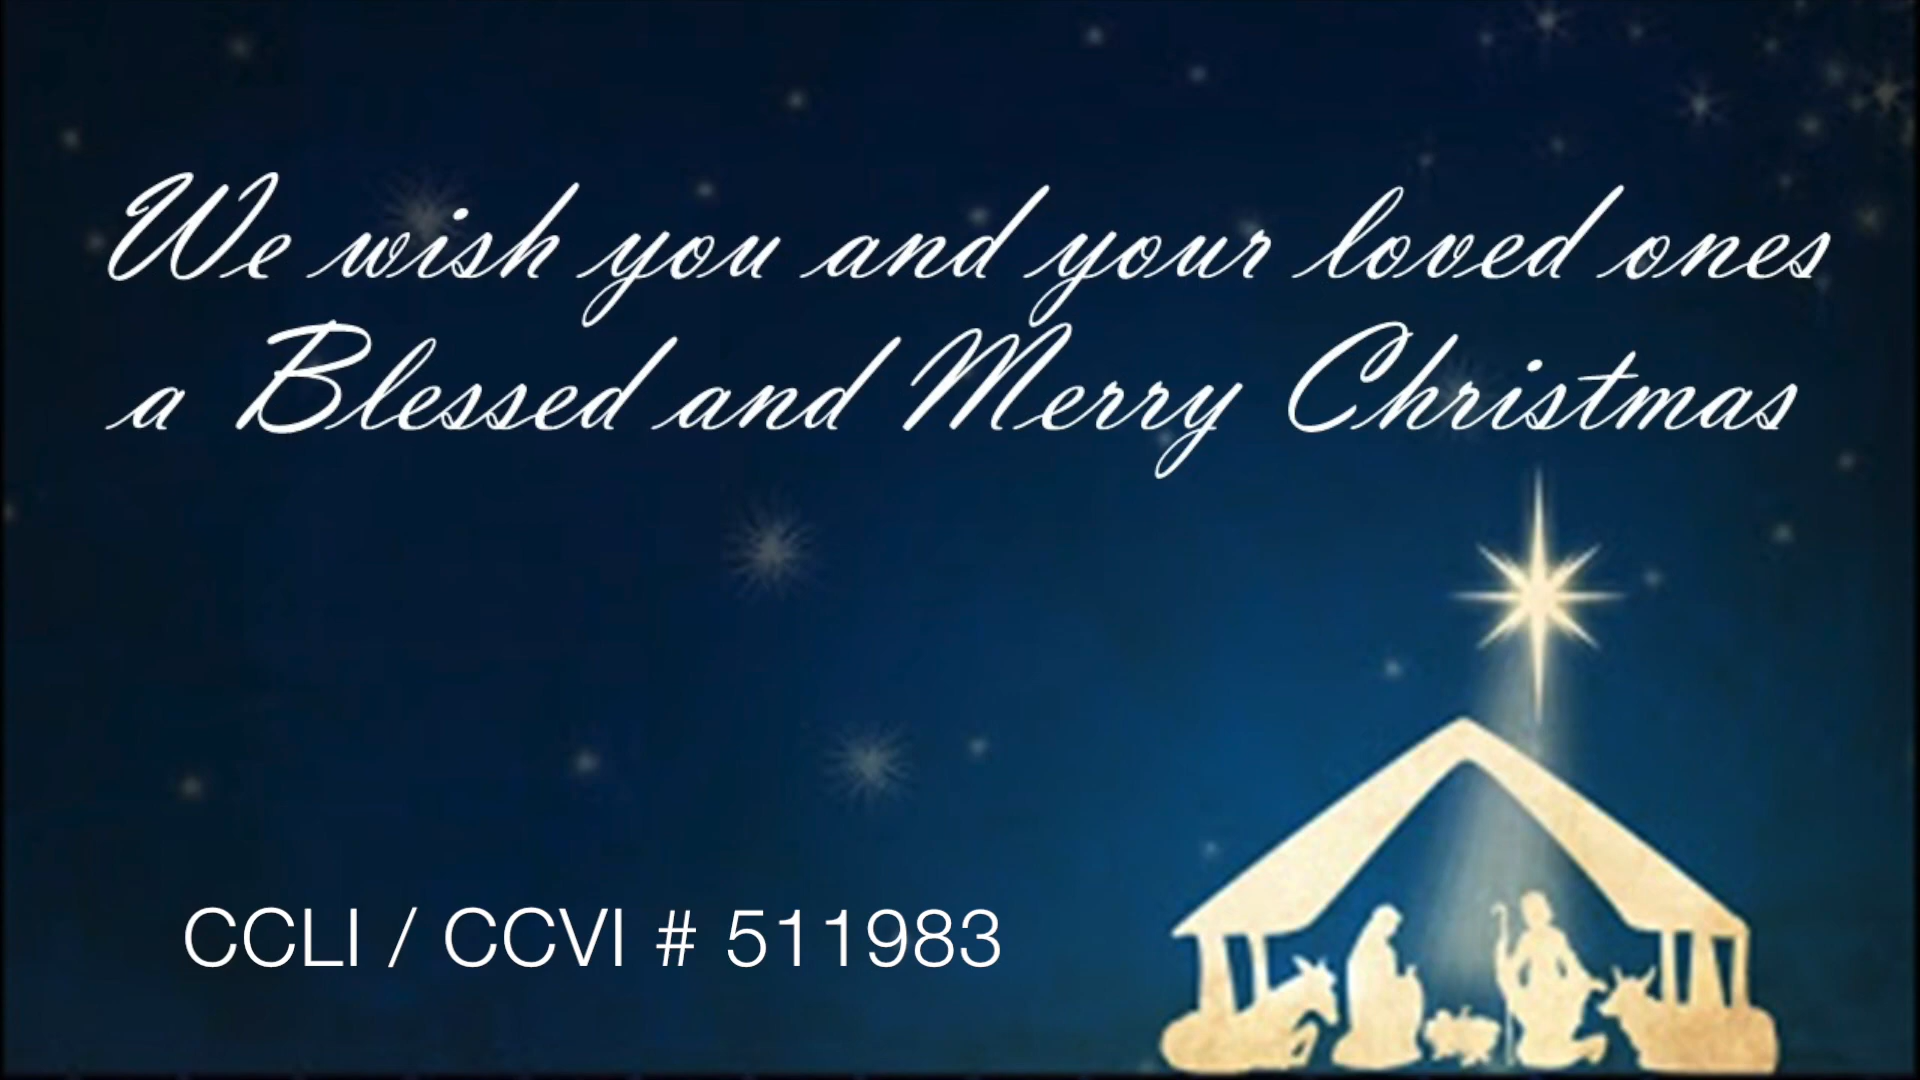 We wish you and your loved ones
a Blessed and Merry Christmas
CCLI / CCVI # 511983